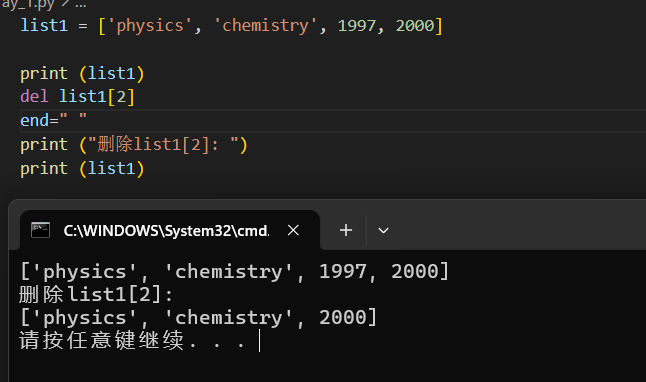 ay_1.py > ...
list1 = ['physics', 'chemistry', 1997, 2000]
print (list1)
del list1[2]
end=" "
print ("删除list1[2]: ")
print (list1)
C:\WINDOWS\System32\cmd.
['physics', 'chemistry', 1997, 2000]
删除list1[2]:
['physics', 'chemistry', 2000]
请按任意键继续. . .